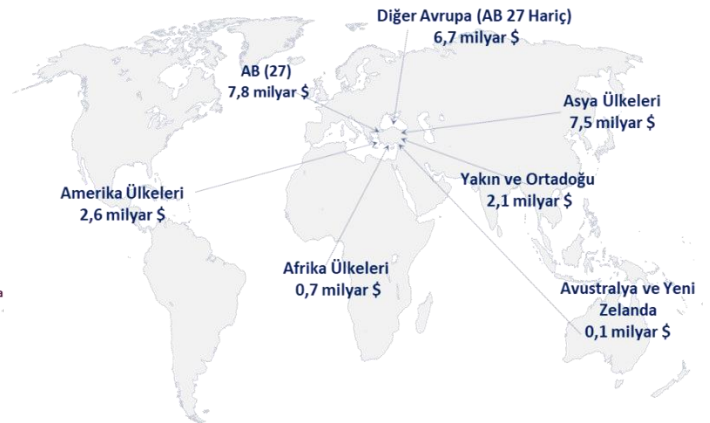 Diğer Avrupa (AB 27 Hariç)
6,7 milyar $
AB (27)
7,8 milyar $
Asya Ülkeleri
7,5 milyar $
Yakın ve Ortadoğu
2,1 milyar $
Amerika Ülkeleri
2,6 milyar $
Afrika Ülkeleri
0,7 milyar $
Avustralya ve Yeni
Zelanda
0,1 milyar $
a